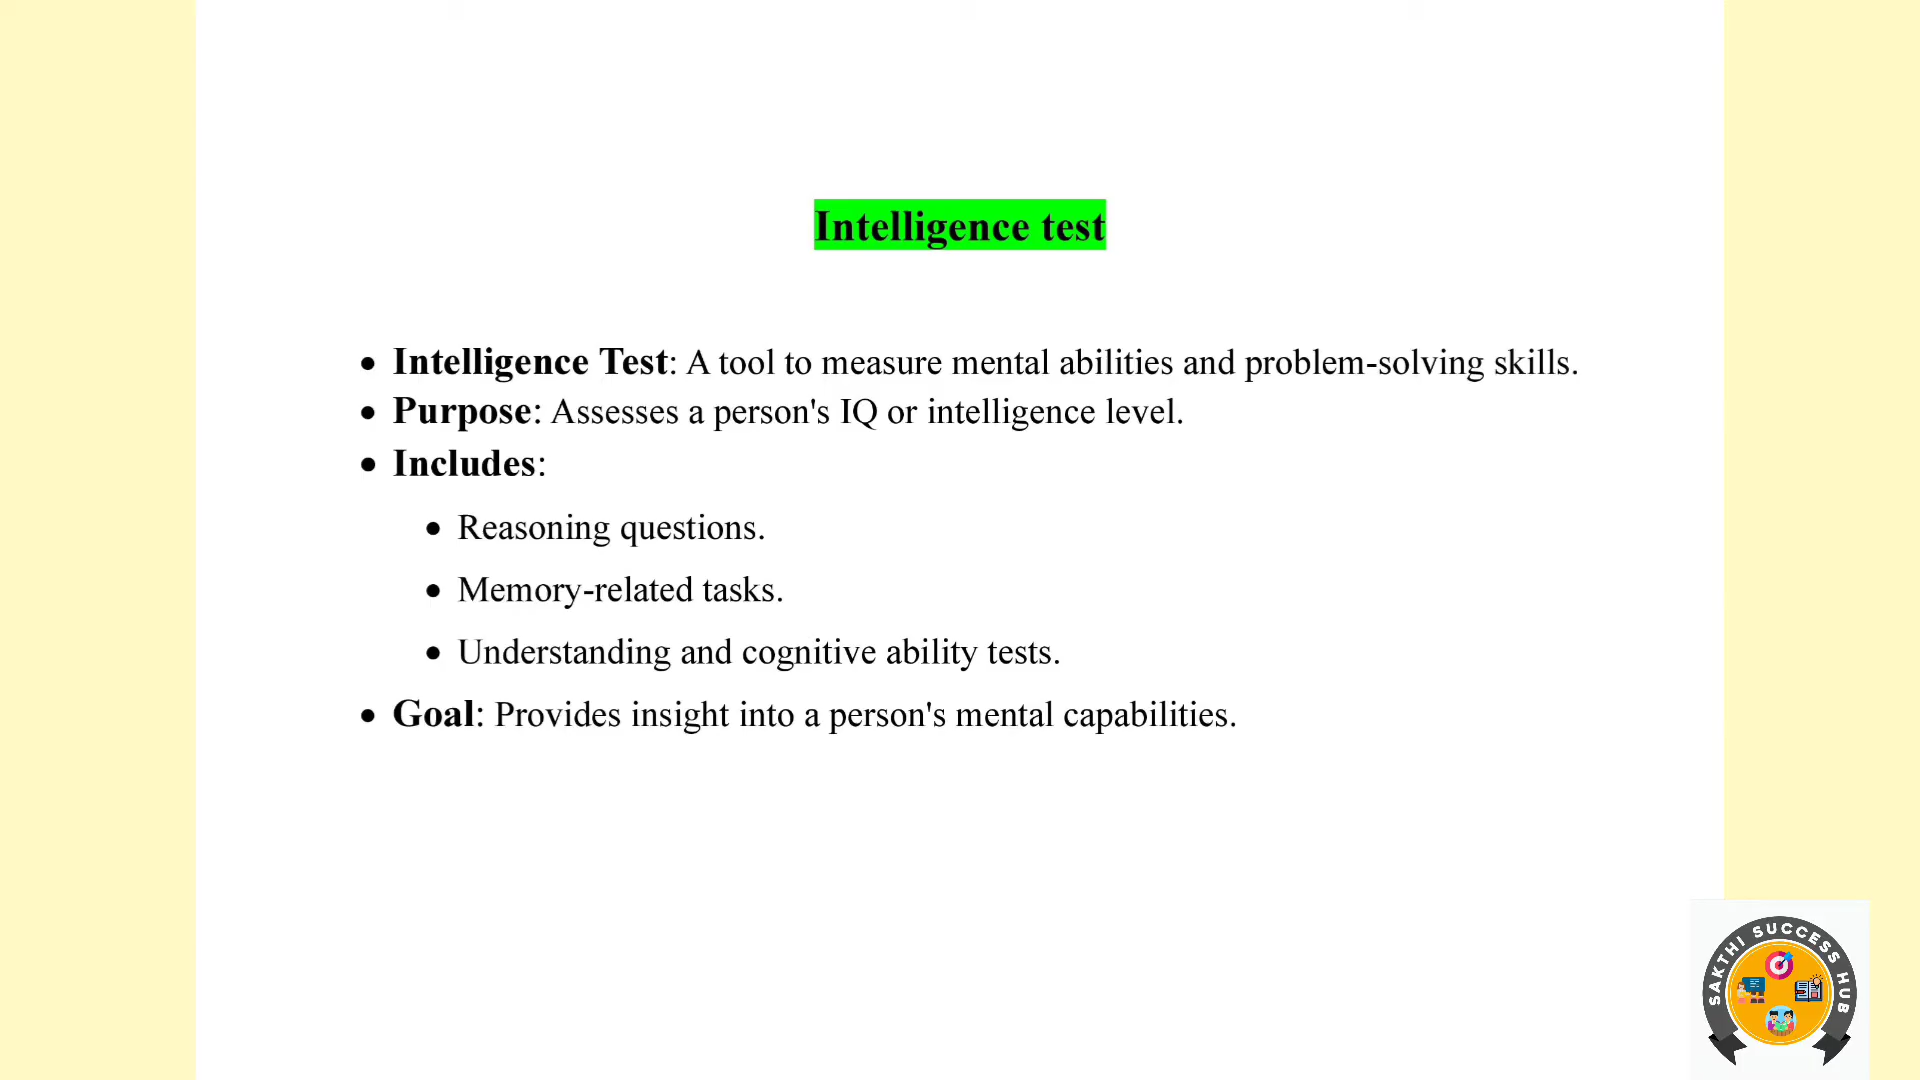 Intelligence test
• Intelligence Test: A tool to measure mental abilities and problem-solving skills.
• Purpose: Assesses a person's IQ or intelligence level.
• Includes:
• Reasoning questions.
• Memory-related tasks.
• Understanding and cognitive ability tests.
• Goal: Provides insight into a person's mental capabilities.
SAKTHI SUCCESS HUB